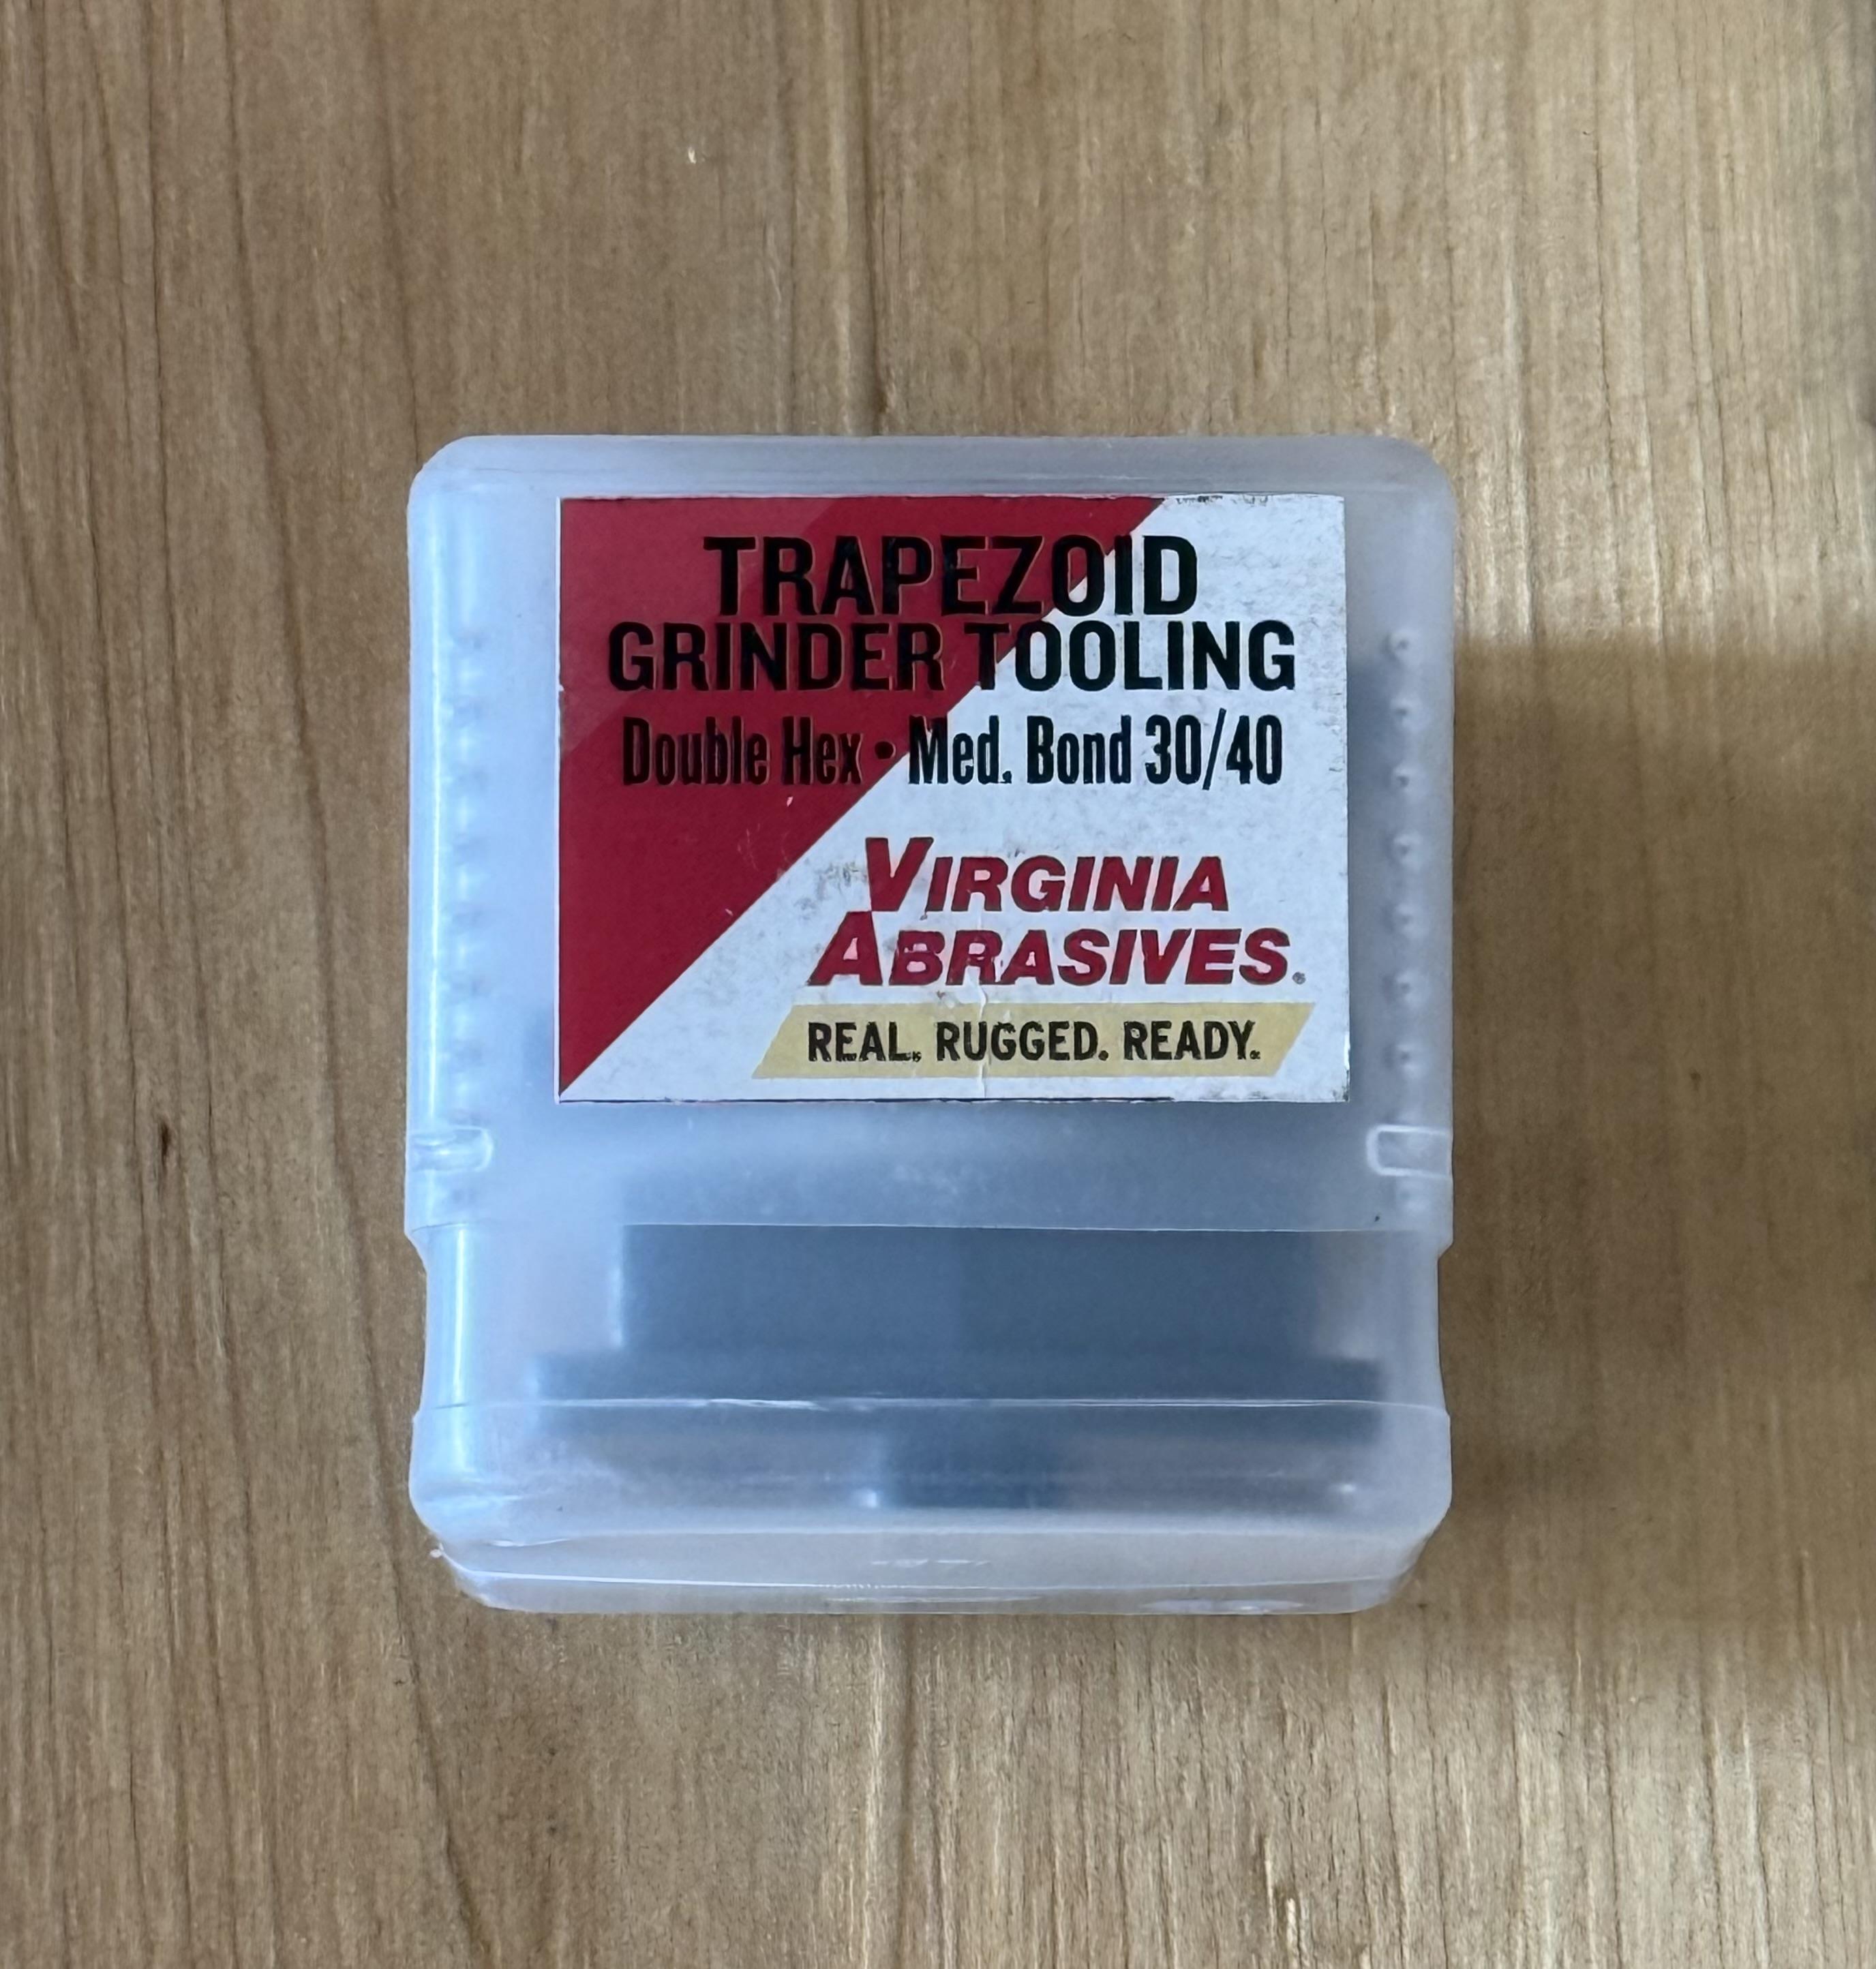 TRAPEZOID
GRINDER TOOLING
Double Hex • Med. Bond 30/40
VIRGINIA
ABRASIVES®
REAL. RUGGED. READY.